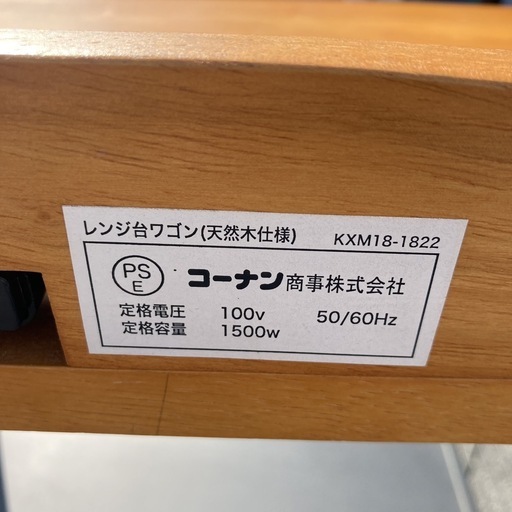 レンジ台ワゴン(天然木仕様) KXM18-1822
PS
E
コーナン商事株式会社
定格電圧 100v 50/60Hz
定格容量 1500w